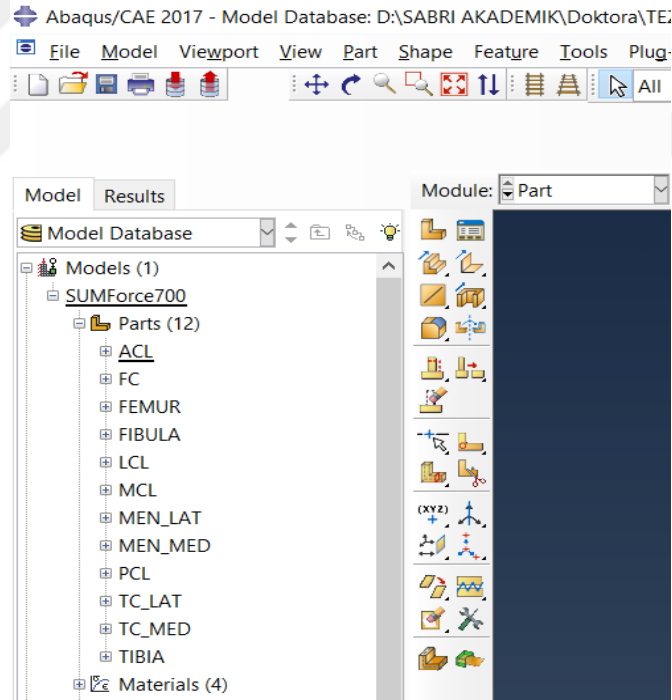 Abaqus/CAE 2017 - Model Database: D:\SABRI AKADEMIK\Doktora\TEZ
File Model Viewport View Part Shape Feature Tools Plug-
All
Model Results Module: Part
Model Database
Models (1)
SUMForce700
Parts (12)
ACL
FC
FEMUR
FIBULA
LCL
MCL
MEN_LAT
(XYZ)
MEN_MED
PCL
TC_LAT
TC_MED
TIBIA
Materials (4)